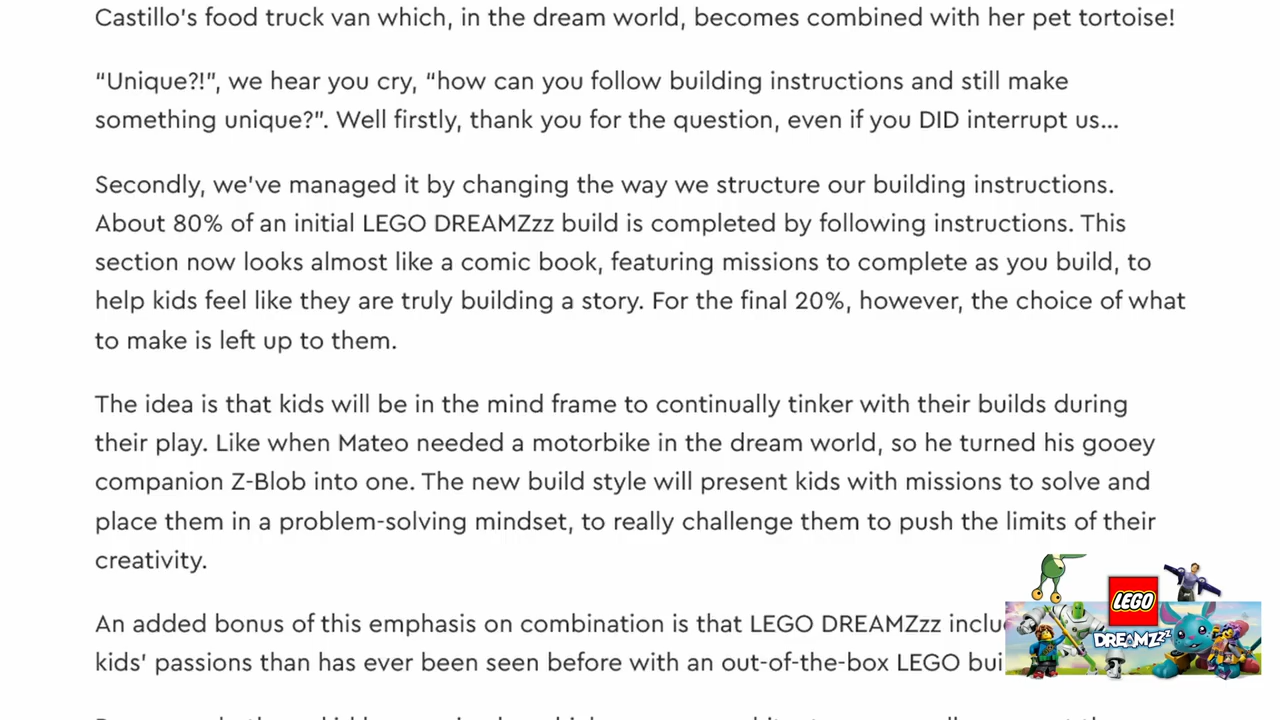 Castillo's food truck van which, in the dream world, becomes combined with her pet tortoise!
“Unique?!”, we hear you cry, “how can you follow building instructions and still make
something unique?”. Well firstly, thank you for the question, even if you DID interrupt us...
Secondly, we've managed it by changing the way we structure our building instructions.
About 80% of an initial LEGO DREAMZzz build is completed by following instructions. This
section now looks almost like a comic book, featuring missions to complete as you build, to
help kids feel like they are truly building a story. For the final 20%, however, the choice of what
to make is left up to them.
The idea is that kids will be in the mind frame to continually tinker with their builds during
their play. Like when Mateo needed a motorbike in the dream world, so he turned his gooey
companion Z-Blob into one. The new build style will present kids with missions to solve and
place them in a problem-solving mindset, to really challenge them to push the limits of their
creativity.
An added bonus of this emphasis on combination is that LEGO DREAMZzz
kids' passions than has ever been seen before with an out-of-the-box LEGO
LEGO
DREAMZzz